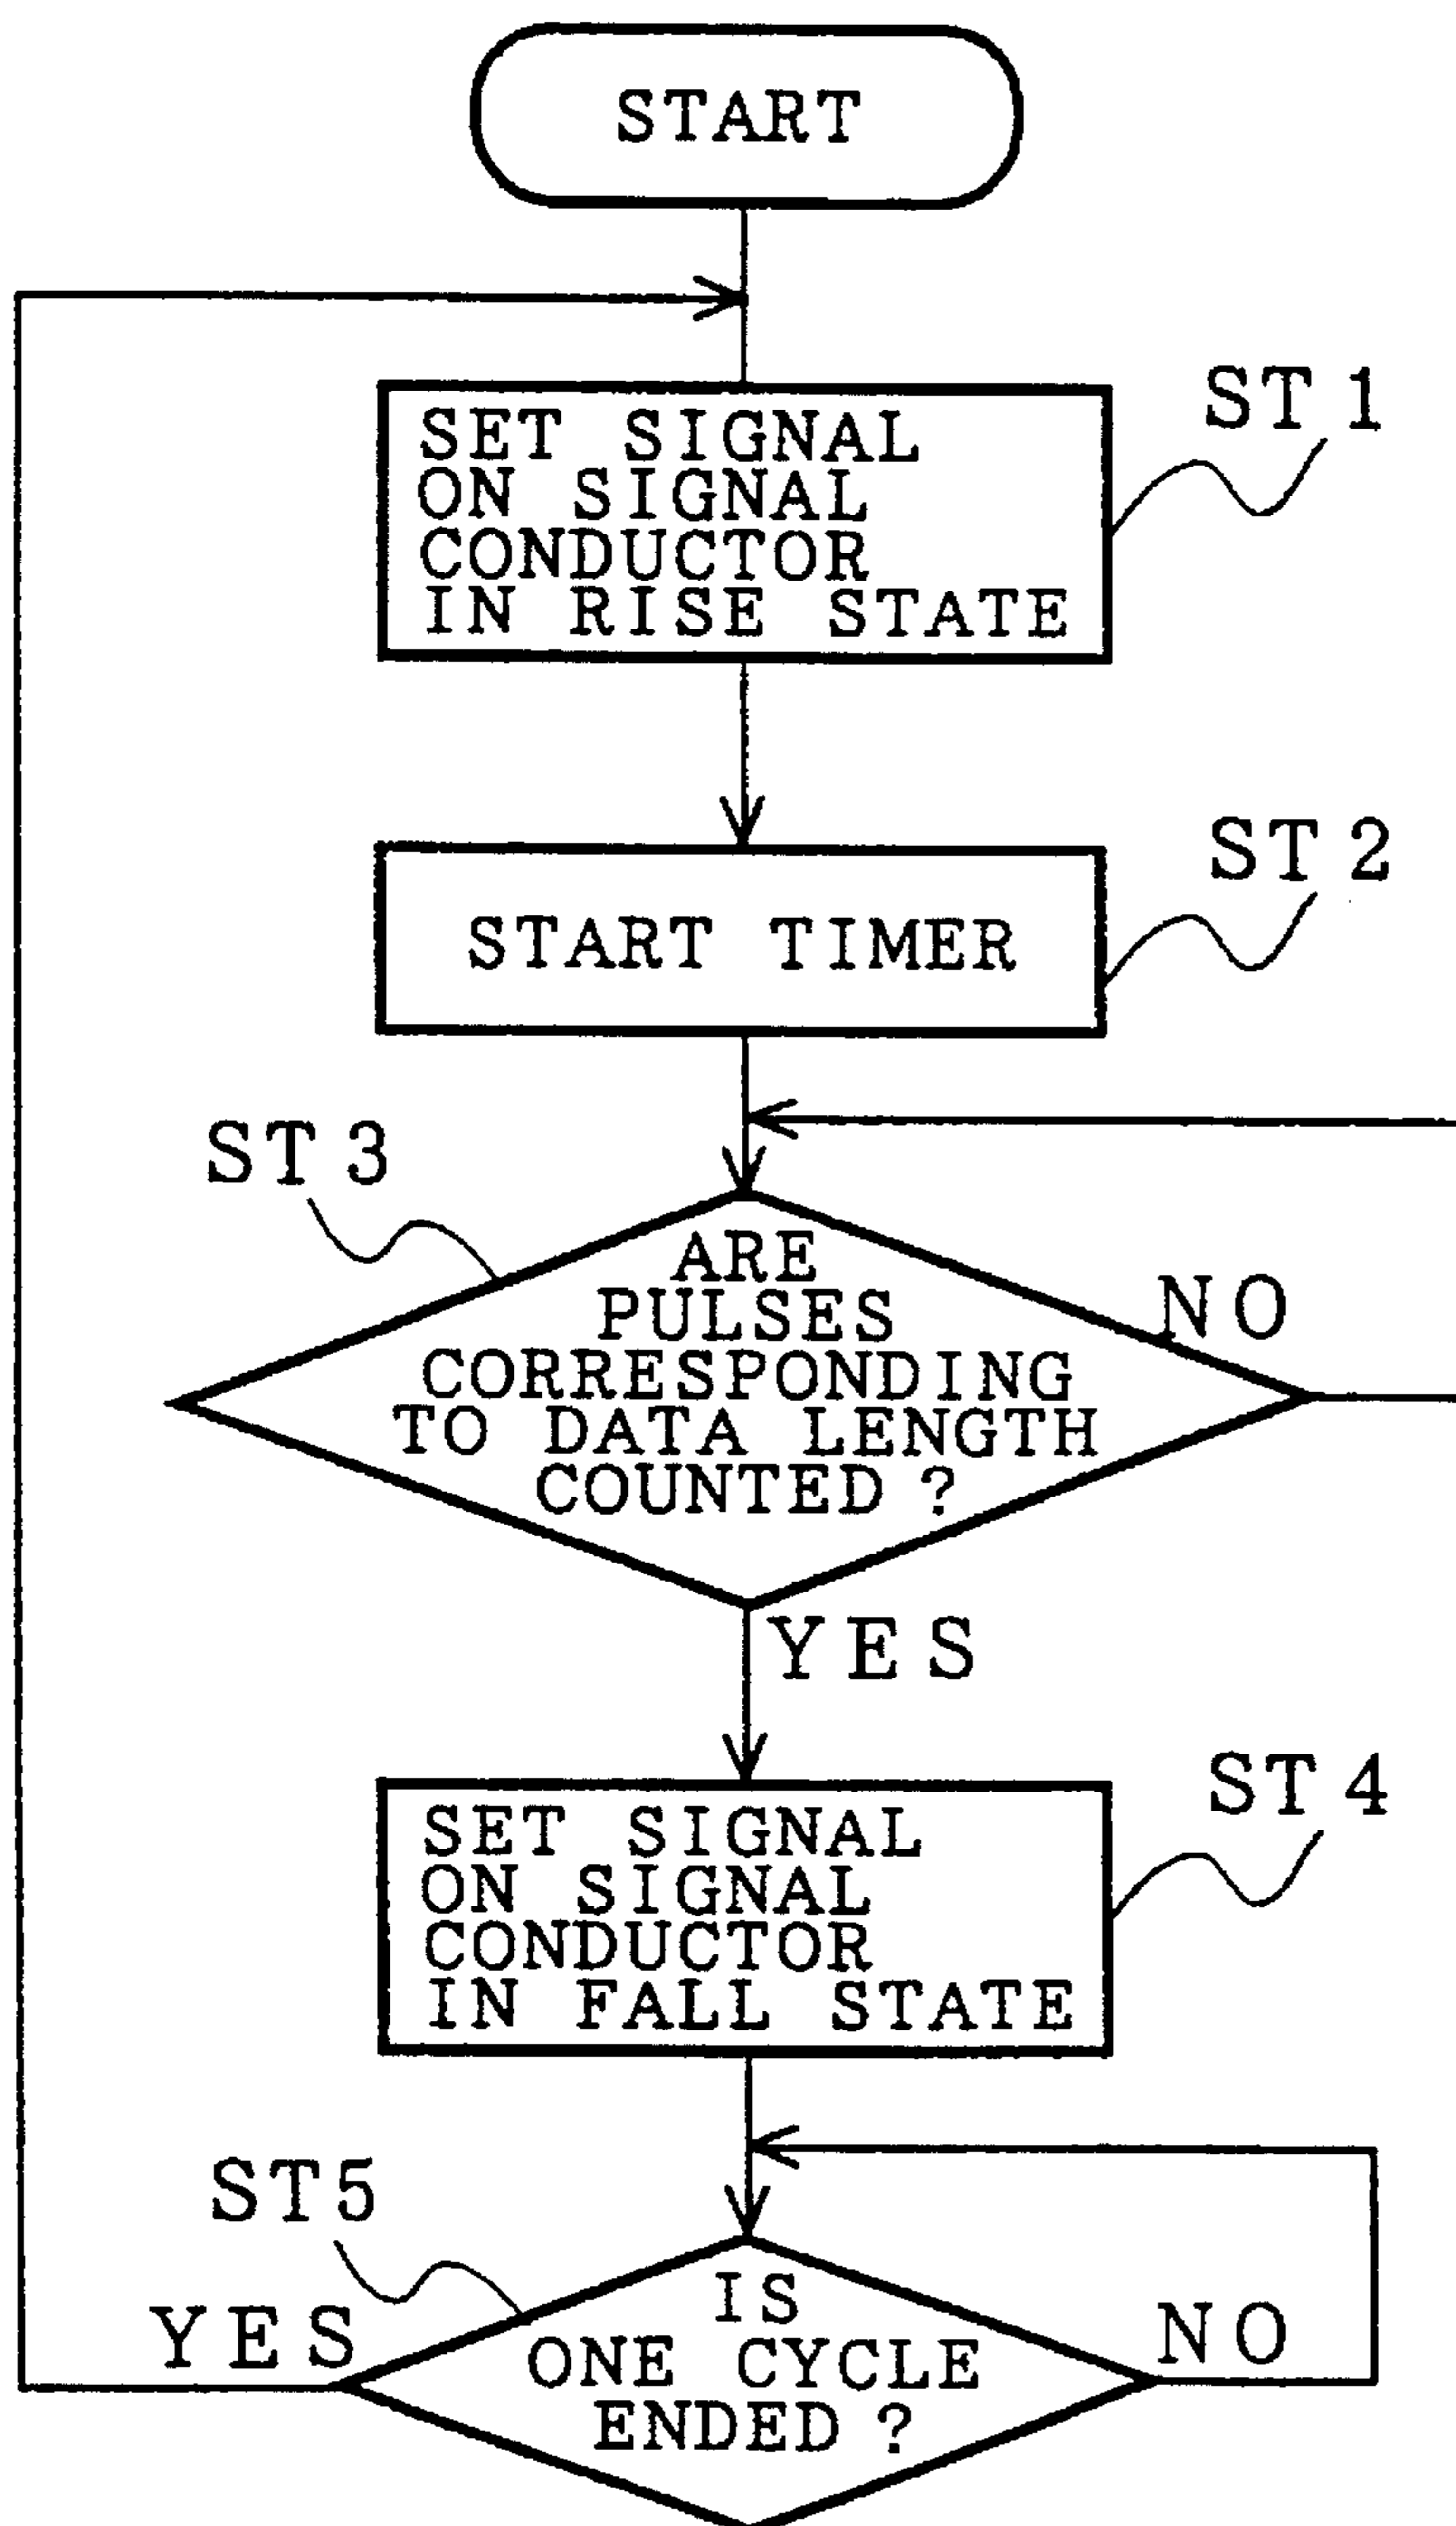 START
ST 1
SET SIGNAL
ON SIGNAL
CONDUCTOR
IN RISE STATE
ST 2
START TIMER
ST 3
ARE
PULSES
CORRESPONDING
TO DATA LENGTH
COUNTED ?
NO
YES
ST 4
SET SIGNAL
ON SIGNAL
CONDUCTOR
IN FALL STATE
ST5
IS
ONE CYCLE
ENDED ?
YES
NO